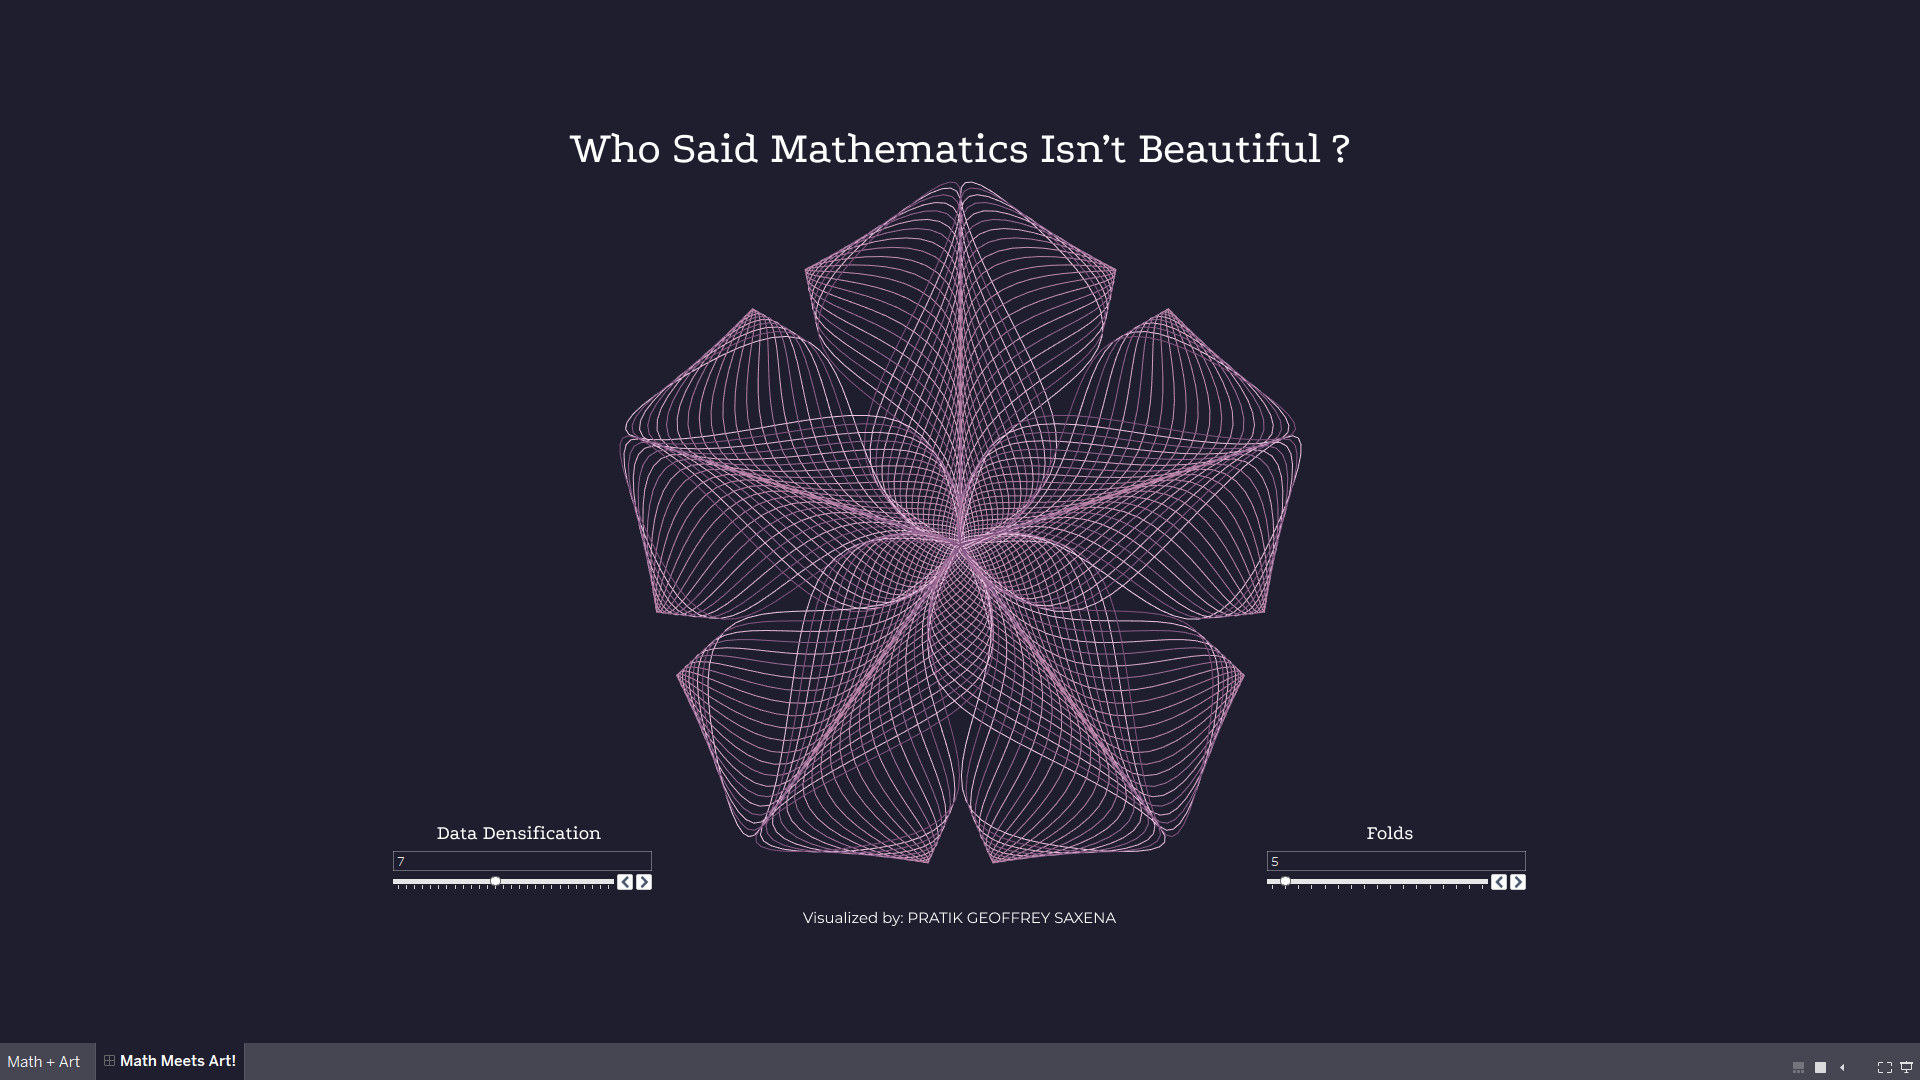 Who Said Mathematics Isn't Beautiful ?
Data Densification
7
Folds
5
Visualized by: PRATIK GEOFFREY SAXENA
Math + Art
Math Meets Art!